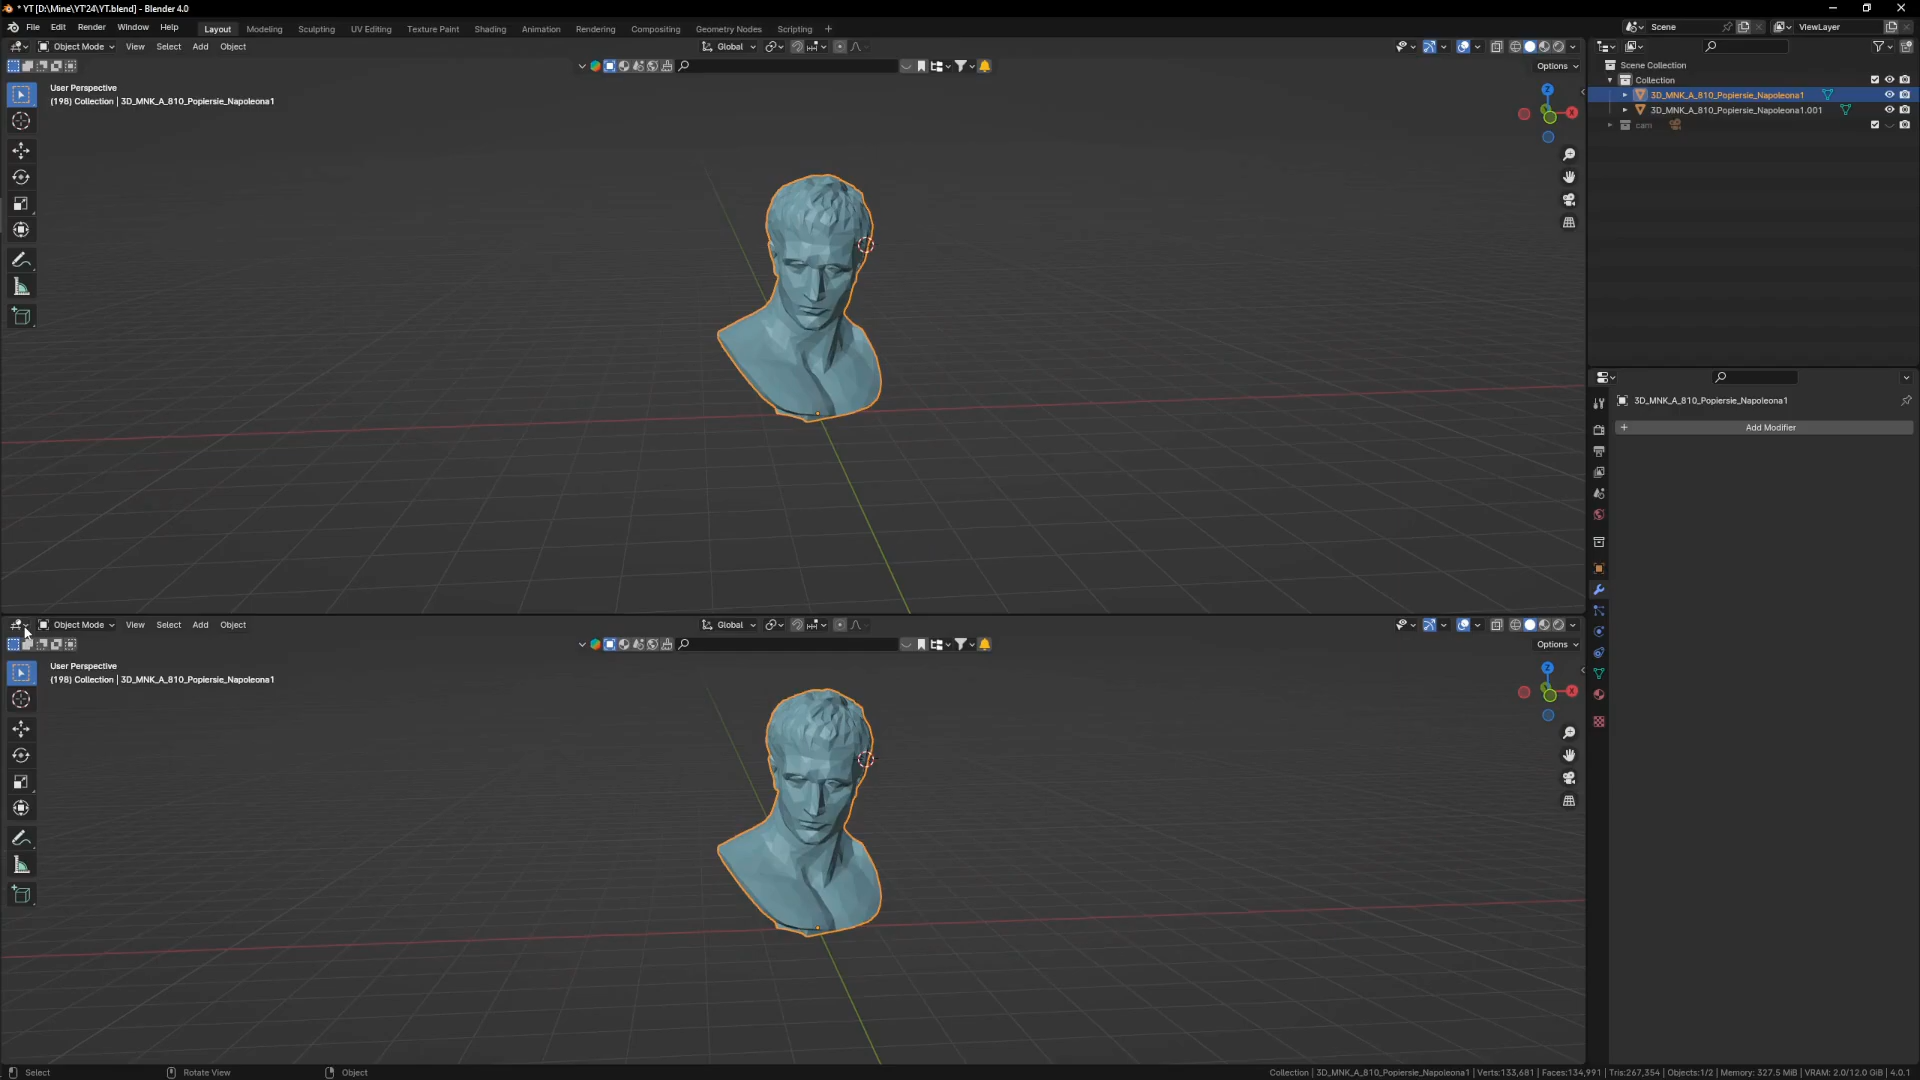 * YT [D:\Mine\YT'24\YT.blend] - Blender 4.0
File Edit Render Window Help Layout Modeling Sculpting UV Editing Texture Paint Shading Animation Rendering Compositing Geometry Nodes Scripting + Scene ViewLayer
Object Mode View Select Add Object Global
Options
User Perspective
(198) Collection | 3D_MNK_A_810_Popiersie_Napoleona1
Z
X
Scene Collection
Collection
3D_MNK_A_810_Popiersie_Napoleona1
3D_MNK_A_810_Popiersie_Napoleona1.001
cam
3D_MNK_A_810_Popiersie_Napoleona1
+ Add Modifier
Object Mode View Select Add Object Global
Options
User Perspective
(198) Collection | 3D_MNK_A_810_Popiersie_Napoleona1
Z
X
Select Rotate View Object Collection | 3D_MNK_A_810_Popiersie_Napoleona1 | Verts:133,681 | Faces:134,991 | Tris:267,354 | Objects:1/2 | Memory: 327.5 MiB | VRAM: 2.0/12.0 GiB | 4.0.1